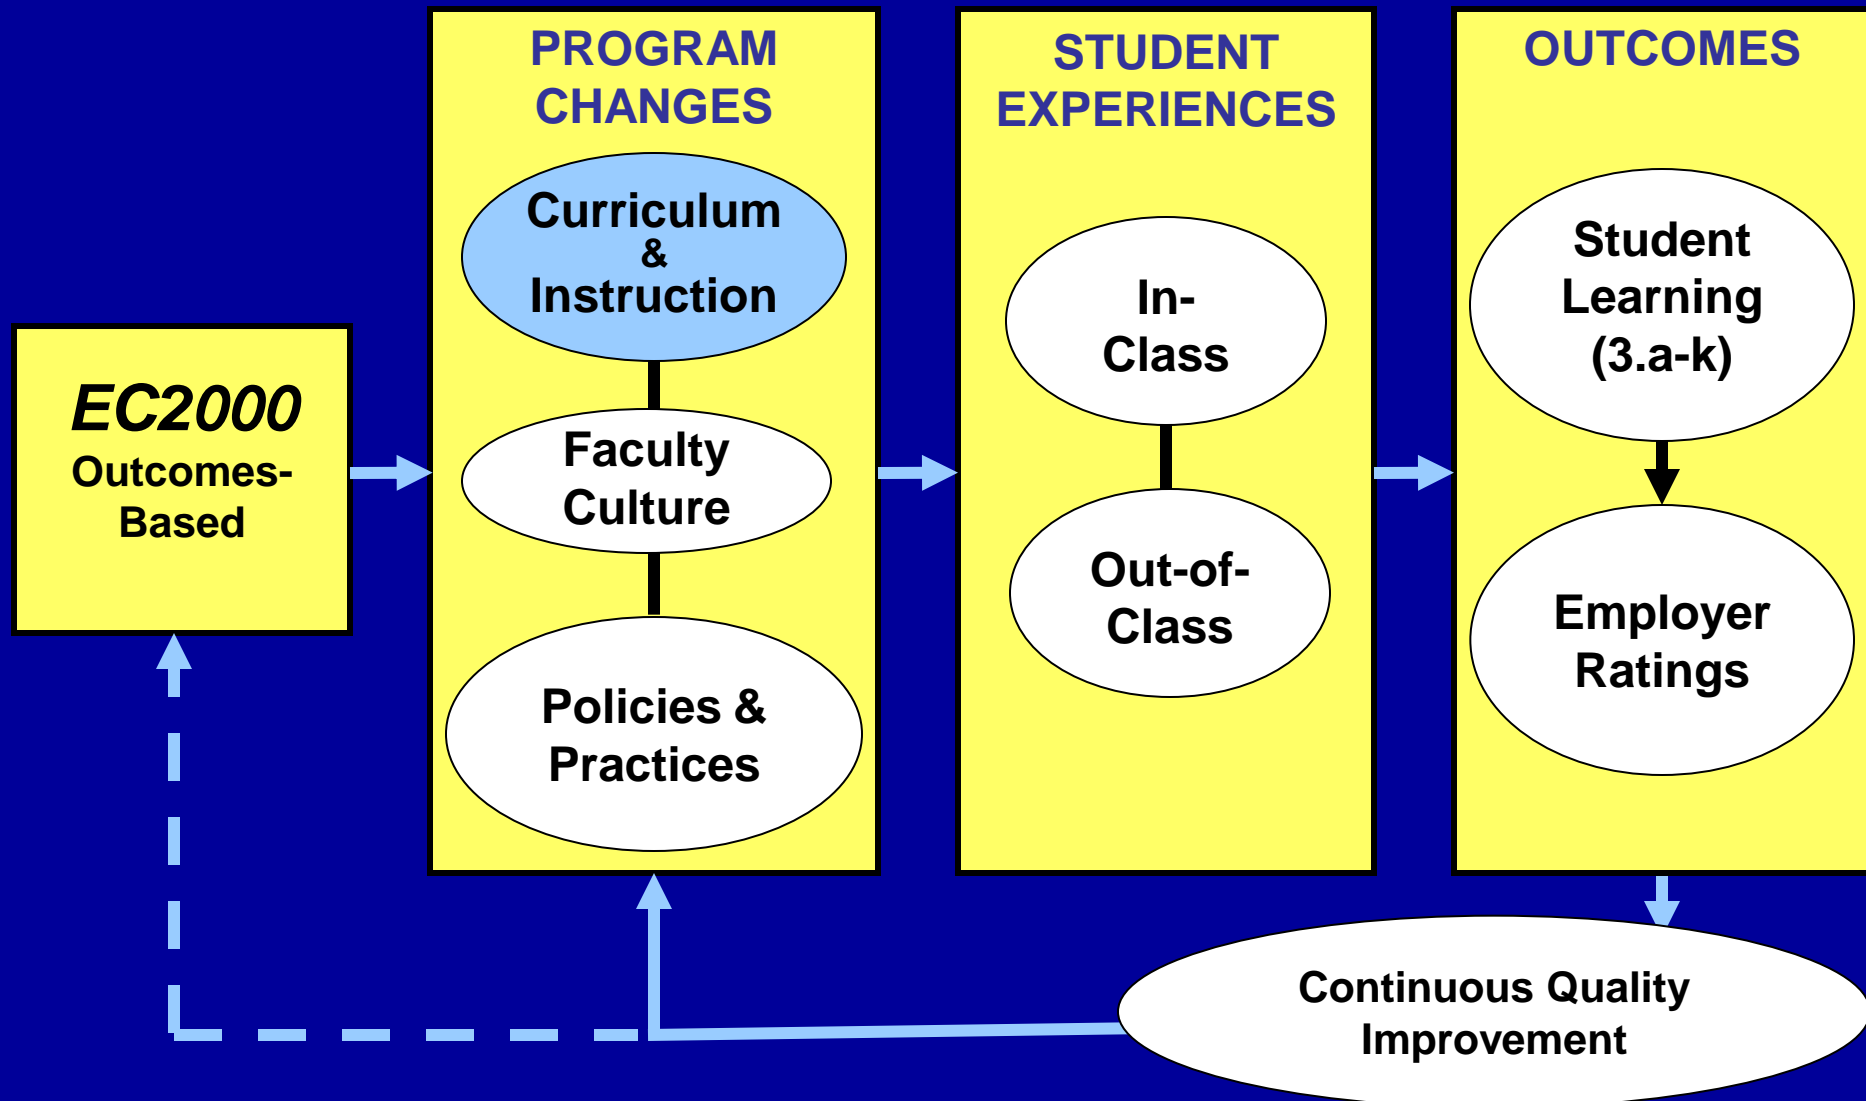 EC2000
Outcomes-
Based
PROGRAM
CHANGES
Curriculum
&
Instruction
Faculty
Culture
Policies &
Practices
STUDENT
EXPERIENCES
In-
Class
Out-of-
Class
OUTCOMES
Student
Learning
(3.a-k)
Employer
Ratings
Continuous Quality
Improvement